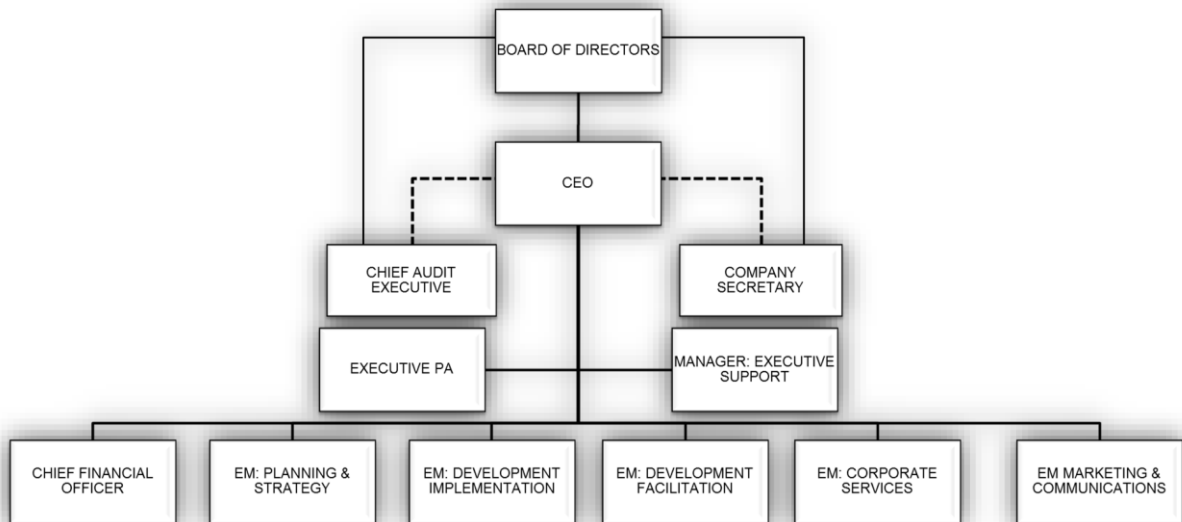 BOARD OF DIRECTORS
CEO
CHIEF AUDIT
EXECUTIVE
COMPANY
SECRETARY
EXECUTIVE PA
MANAGER: EXECUTIVE
SUPPORT
CHIEF FINANCIAL
OFFICER
EM: PLANNING &
STRATEGY
EM: DEVELOPMENT
IMPLEMENTATION
EM: DEVELOPMENT
FACILITATION
EM: CORPORATE
SERVICES
EM MARKETING &
COMMUNICATIONS